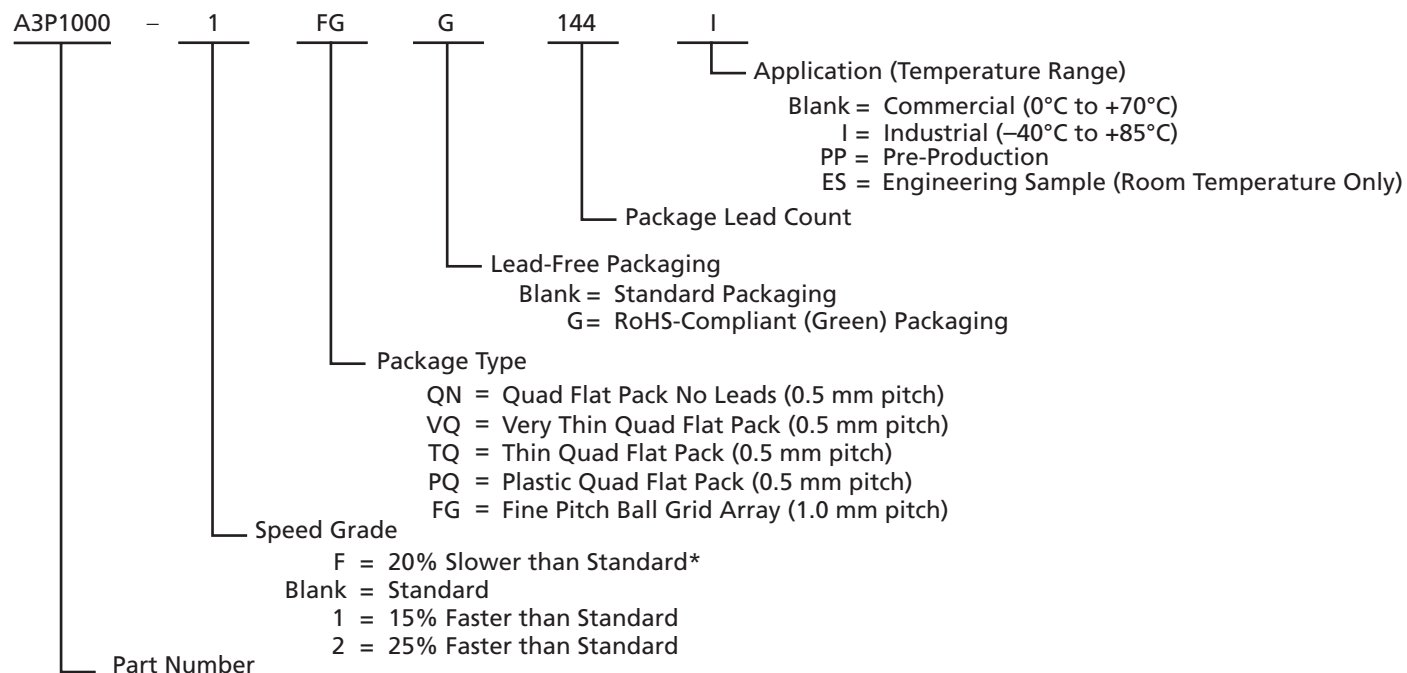 A3P1000 – 1 FG G 144 I
Application (Temperature Range)
Blank = Commercial (0°C to +70°C)
I = Industrial (–40°C to +85°C)
PP = Pre-Production
ES = Engineering Sample (Room Temperature Only)
Package Lead Count
Lead-Free Packaging
Blank = Standard Packaging
G= RoHS-Compliant (Green) Packaging
Package Type
QN = Quad Flat Pack No Leads (0.5 mm pitch)
VQ = Very Thin Quad Flat Pack (0.5 mm pitch)
TQ = Thin Quad Flat Pack (0.5 mm pitch)
PQ = Plastic Quad Flat Pack (0.5 mm pitch)
FG = Fine Pitch Ball Grid Array (1.0 mm pitch)
Speed Grade
F = 20% Slower than Standard*
Blank = Standard
1 = 15% Faster than Standard
2 = 25% Faster than Standard
Part Number